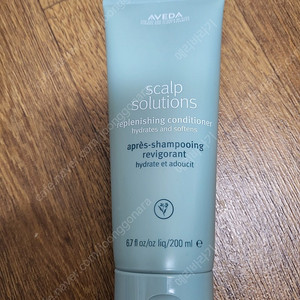 AVEDA
scalp
solutions
replenishing conditioner
hydrates and softens
après-shampooing
revigorant
hydrate et adoucit
6.7 fl oz/oz liq/200 ml ℮